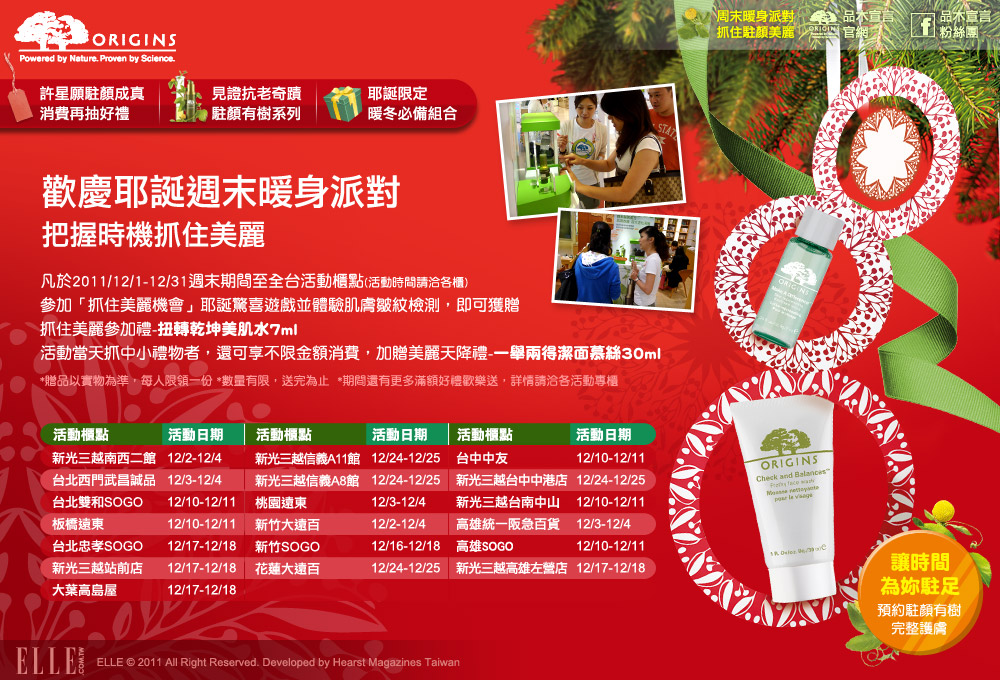 ORIGINS
Powered by Nature. Proven by Science.
周末暖身派對
抓住駐顏美麗
品木宣言
官網
品木宣言
粉絲團
許星願駐顏成真
消費再抽好禮
見證抗老奇蹟
駐顏有樹系列
耶誕限定
暖冬必備組合
歡慶耶誕週末暖身派對
把握時機抓住美麗
凡於2011/12/1-12/31週末期間至全台活動櫃點(活動時間請洽各櫃)
參加「抓住美麗機會」耶誕驚喜遊戲並體驗肌膚皺紋檢測，即可獲贈
抓住美麗參加禮-扭轉乾坤美肌水7ml
活動當天抓中小禮物者，還可享不限金額消費，加贈美麗天降禮-一舉兩得潔面慕絲30ml
*贈品以實物為準，每人限領一份 *數量有限，送完為止 *期間還有更多滿額好禮歡樂送，詳情請洽各活動專櫃
活動櫃點 活動日期 活動櫃點 活動日期 活動櫃點 活動日期
新光三越南西二館 12/2-12/4 新光三越信義A11館 12/24-12/25 台中中友 12/10-12/11
台北西門武昌誠品 12/3-12/4 新光三越信義A8館 12/24-12/25 新光三越台中中港店 12/24-12/25
台北雙和SOGO 12/10-12/11 桃園遠東 12/3-12/4 新光三越台南中山 12/10-12/11
板橋遠東 12/10-12/11 新竹大遠百 12/2-12/4 高雄統一阪急百貨 12/3-12/4
台北忠孝SOGO 12/17-12/18 新竹SOGO 12/16-12/18 高雄SOGO 12/10-12/11
新光三越站前店 12/17-12/18 花蓮大遠百 12/24-12/25 新光三越高雄左營店 12/17-12/18
大葉高島屋 12/17-12/18
ORIGINS
ORIGINS
Check and Balances™
Frothy face wash
Mousse nettoyante
pour le visage
讓時間
為妳駐足
預約駐顏有樹
完整護膚
ELLE.COM.TW
ELLE © 2011 All Right Reserved. Developed by Hearst Magazines Taiwan